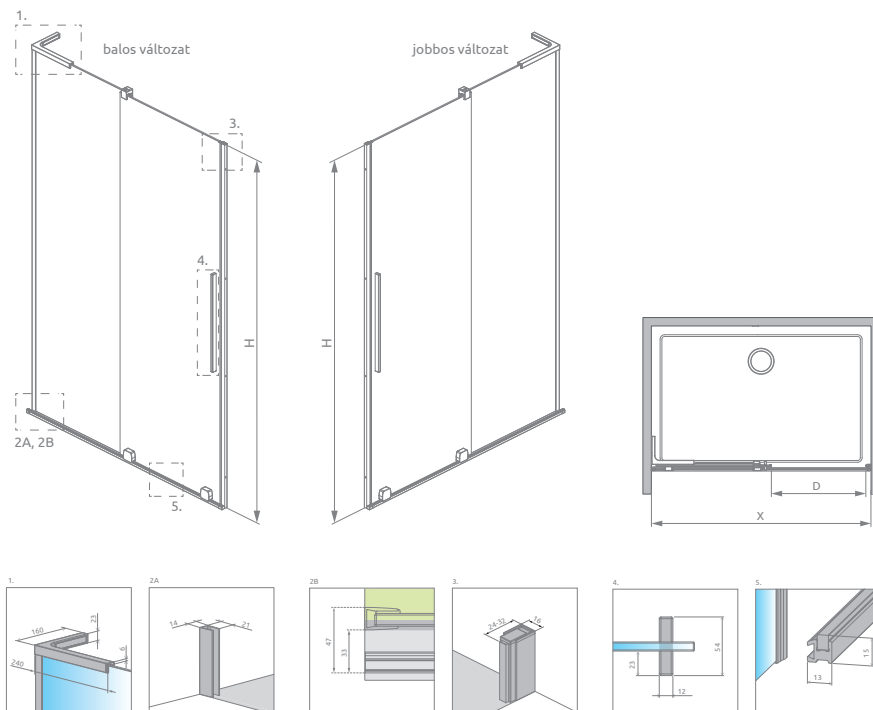 1.
balos változat
jobbos változat
3.
4.
H
H
2A, 2B
5.
D
X
1.
2A
2B
3.
4.
5.
160
23
6
240
14
21
47
33
24-32
16
54
23
12
15
13